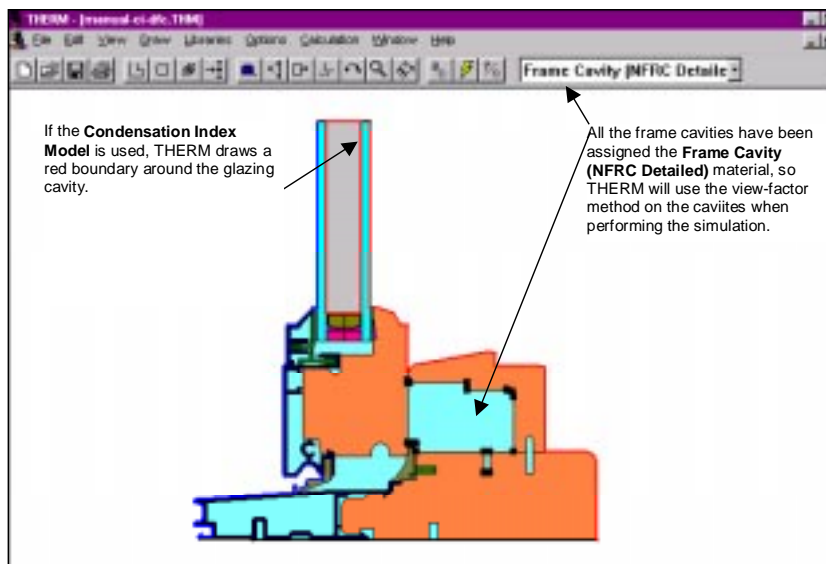 THERM - [manual-ci-dfc.THM]
File Edit View Draw Libraries Options Calculation Window Help
Frame Cavity (NFRC Detaile
If the Condensation Index
Model is used, THERM draws a
red boundary around the glazing
cavity.
All the frame cavities have been
assigned the Frame Cavity
(NFRC Detailed) material, so
THERM will use the view-factor
method on the caviites when
performing the simulation.